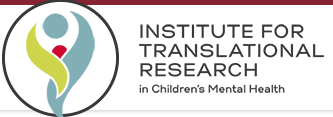 INSTITUTE FOR
TRANSLATIONAL
RESEARCH
in Children's Mental Health